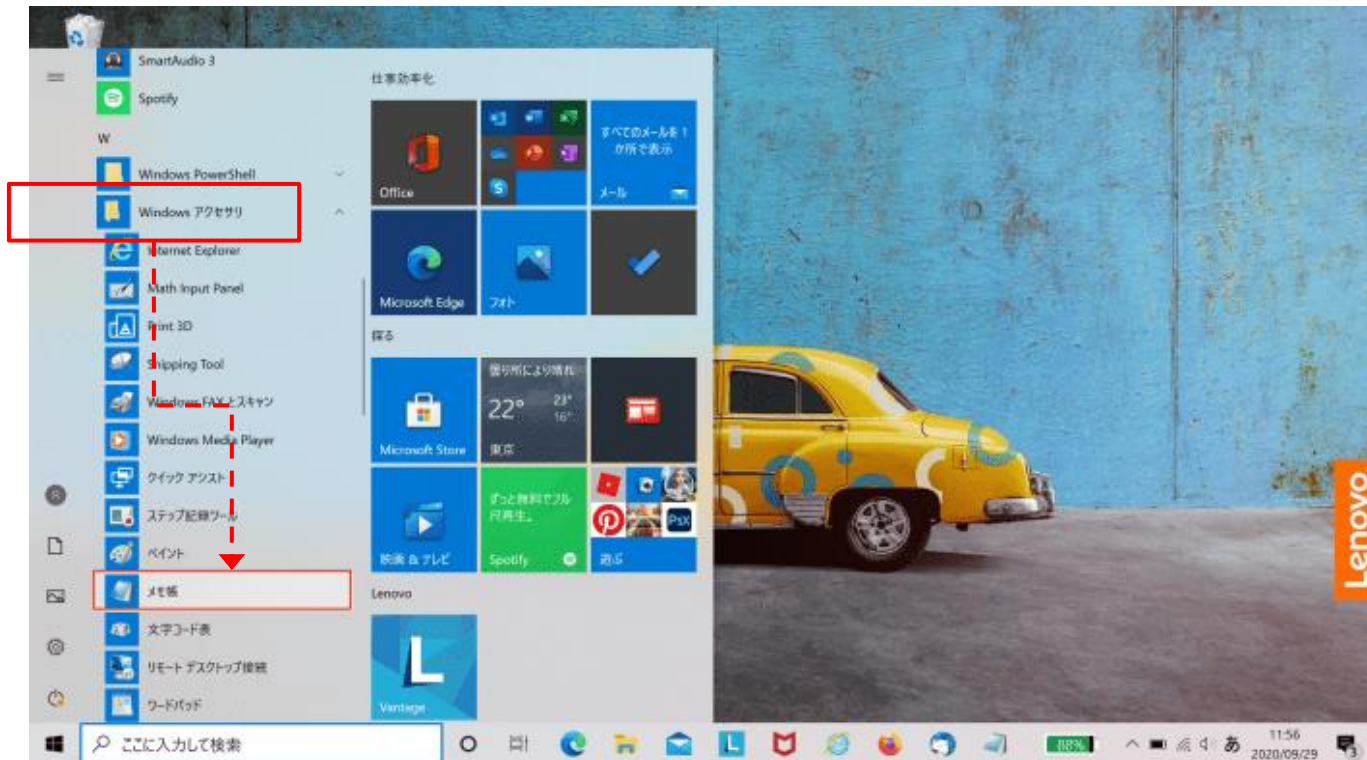 SmartAudio 3
Spotify
W
Windows PowerShell
Windows アクセサリ
Internet Explorer
Math Input Panel
Print 3D
Snipping Tool
Windows FAX とスキャン
Windows Media Player
クイック アシスト
ステップ記録ツール
ペイント
メモ帳
文字コード表
リモート デスクトップ接続
ワードパッド
仕事効率化
Office
すべてのメールを 1
か所で表示
メール
Microsoft Edge
フォト
探る
Microsoft Store
曇り所により晴れ
22°
23°
16°
東京
映画 & テレビ
ずっと無料でフル
尺再生。
Spotify
PsX
遊ぶ
Lenovo
L
Vantage
Lenovo
ここに入力して検索
L
88%
あ
11:56
2020/09/29
3